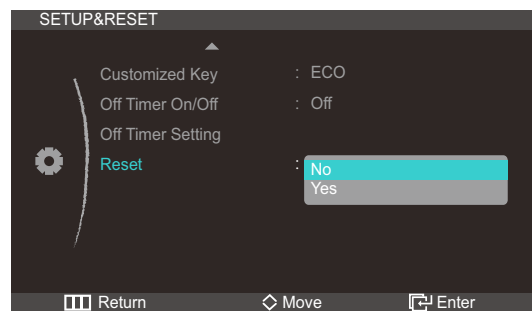 SETUP&RESET
Customized Key : ECO
Off Timer On/Off : Off
Off Timer Setting
Reset : No
Yes
Return Move Enter